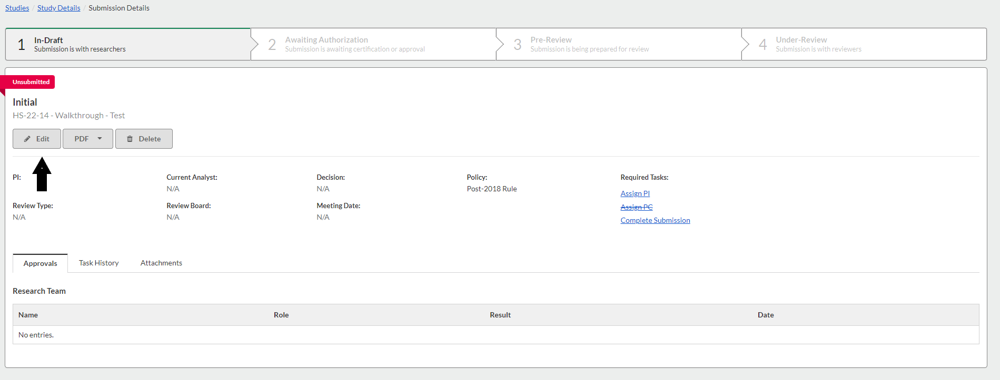 Studies / Study Details / Submission Details
1 In-Draft
Submission is with researchers
2 Awaiting Authorization
Submission is awaiting certification or approval
3 Pre-Review
Submission is being prepared for review
4 Under-Review
Submission is with reviewers
Unsubmitted
Initial
HS-22-14 - Walkthrough - Test
Edit PDF Delete
PI: Current Analyst: Decision: Policy: Required Tasks:
N/A N/A Post-2018 Rule
Assign PI
Review Type: Review Board: Meeting Date: Assign PC
N/A N/A N/A
Complete Submission
Approvals Task History Attachments
Research Team
Name Role Result Date
No entries.